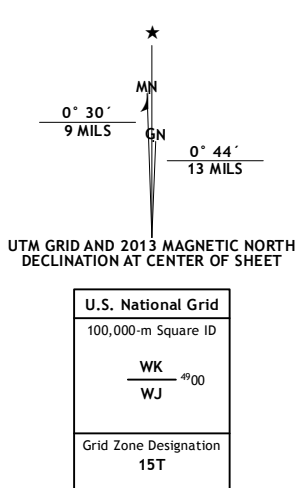 ★
MN
0° 30´
9 MILS
GN
0° 44´
13 MILS
UTM GRID AND 2013 MAGNETIC NORTH
DECLINATION AT CENTER OF SHEET
U.S. National Grid
100,000-m Square ID
WK
4900
WJ
Grid Zone Designation
15T